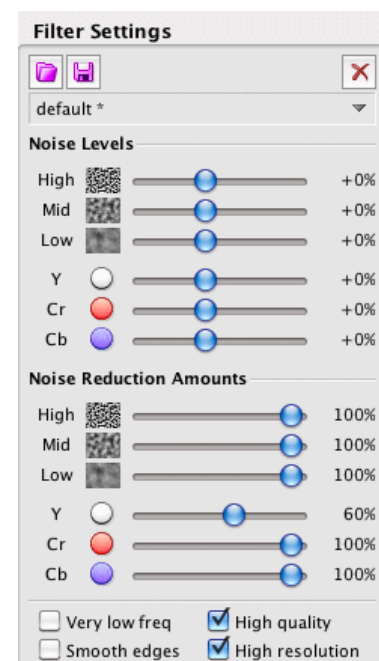 Filter Settings
default *
Noise Levels
High +0%
Mid +0%
Low +0%
Y +0%
Cr +0%
Cb +0%
Noise Reduction Amounts
High 100%
Mid 100%
Low 100%
Y 60%
Cr 100%
Cb 100%
Very low freq High quality
Smooth edges High resolution